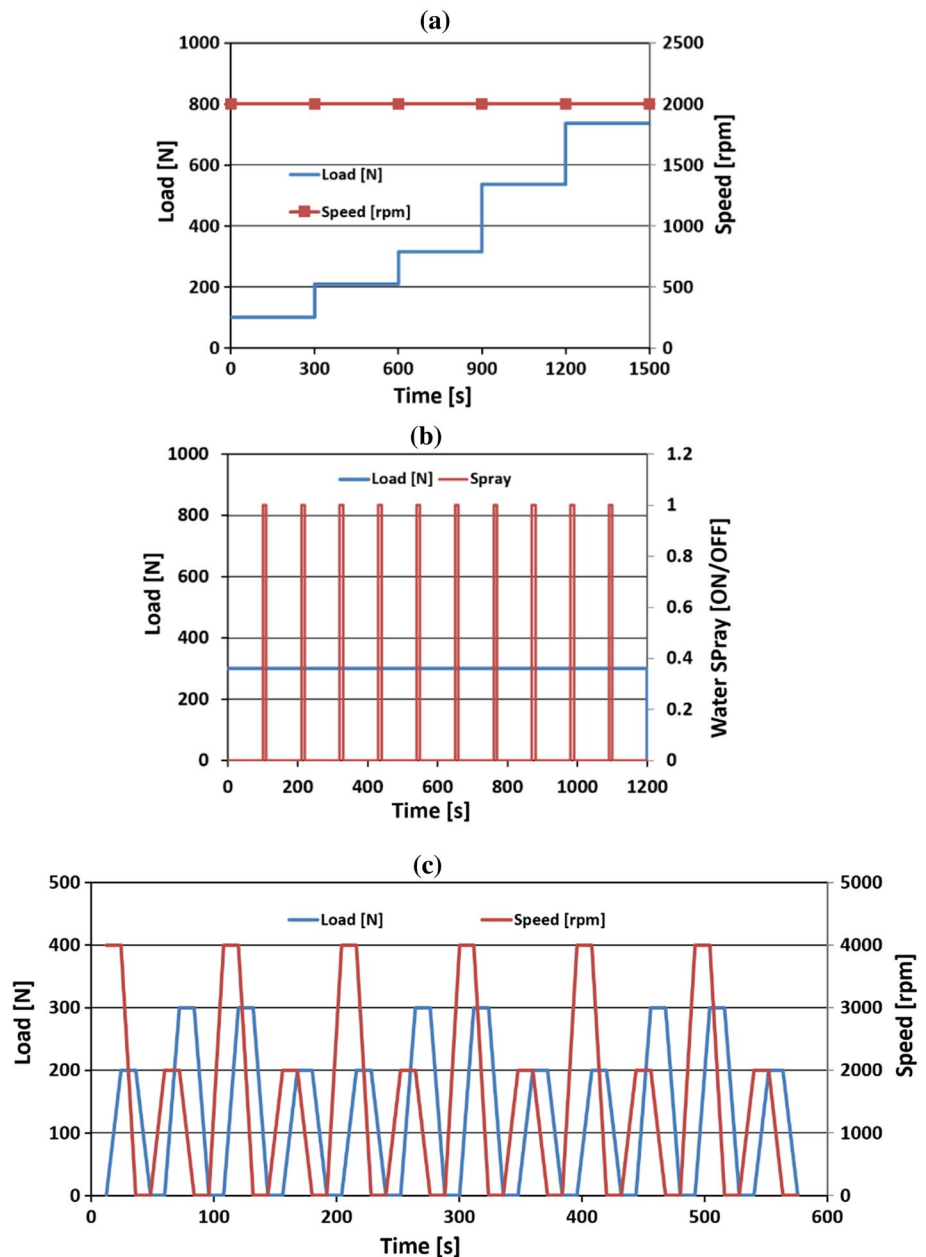 (a)
1000
800
600
400
200
0
Load [N]
2500
2000
1500
1000
500
0
Speed [rpm]
Load [N]
Speed [rpm]
0 300 600 900 1200 1500
Time [s]
(b)
1000
800
600
400
200
0
Load [N]
Load [N] Spray
1.2
1
0.8
0.6
0.4
0.2
0
Water SPray [ON/OFF]
0 200 400 600 800 1000 1200
Time [s]
(c)
500
400
300
200
100
0
Load [N]
Load [N] Speed [rpm]
5000
4000
3000
2000
1000
0
Speed [rpm]
0 100 200 300 400 500 600
Time [s]